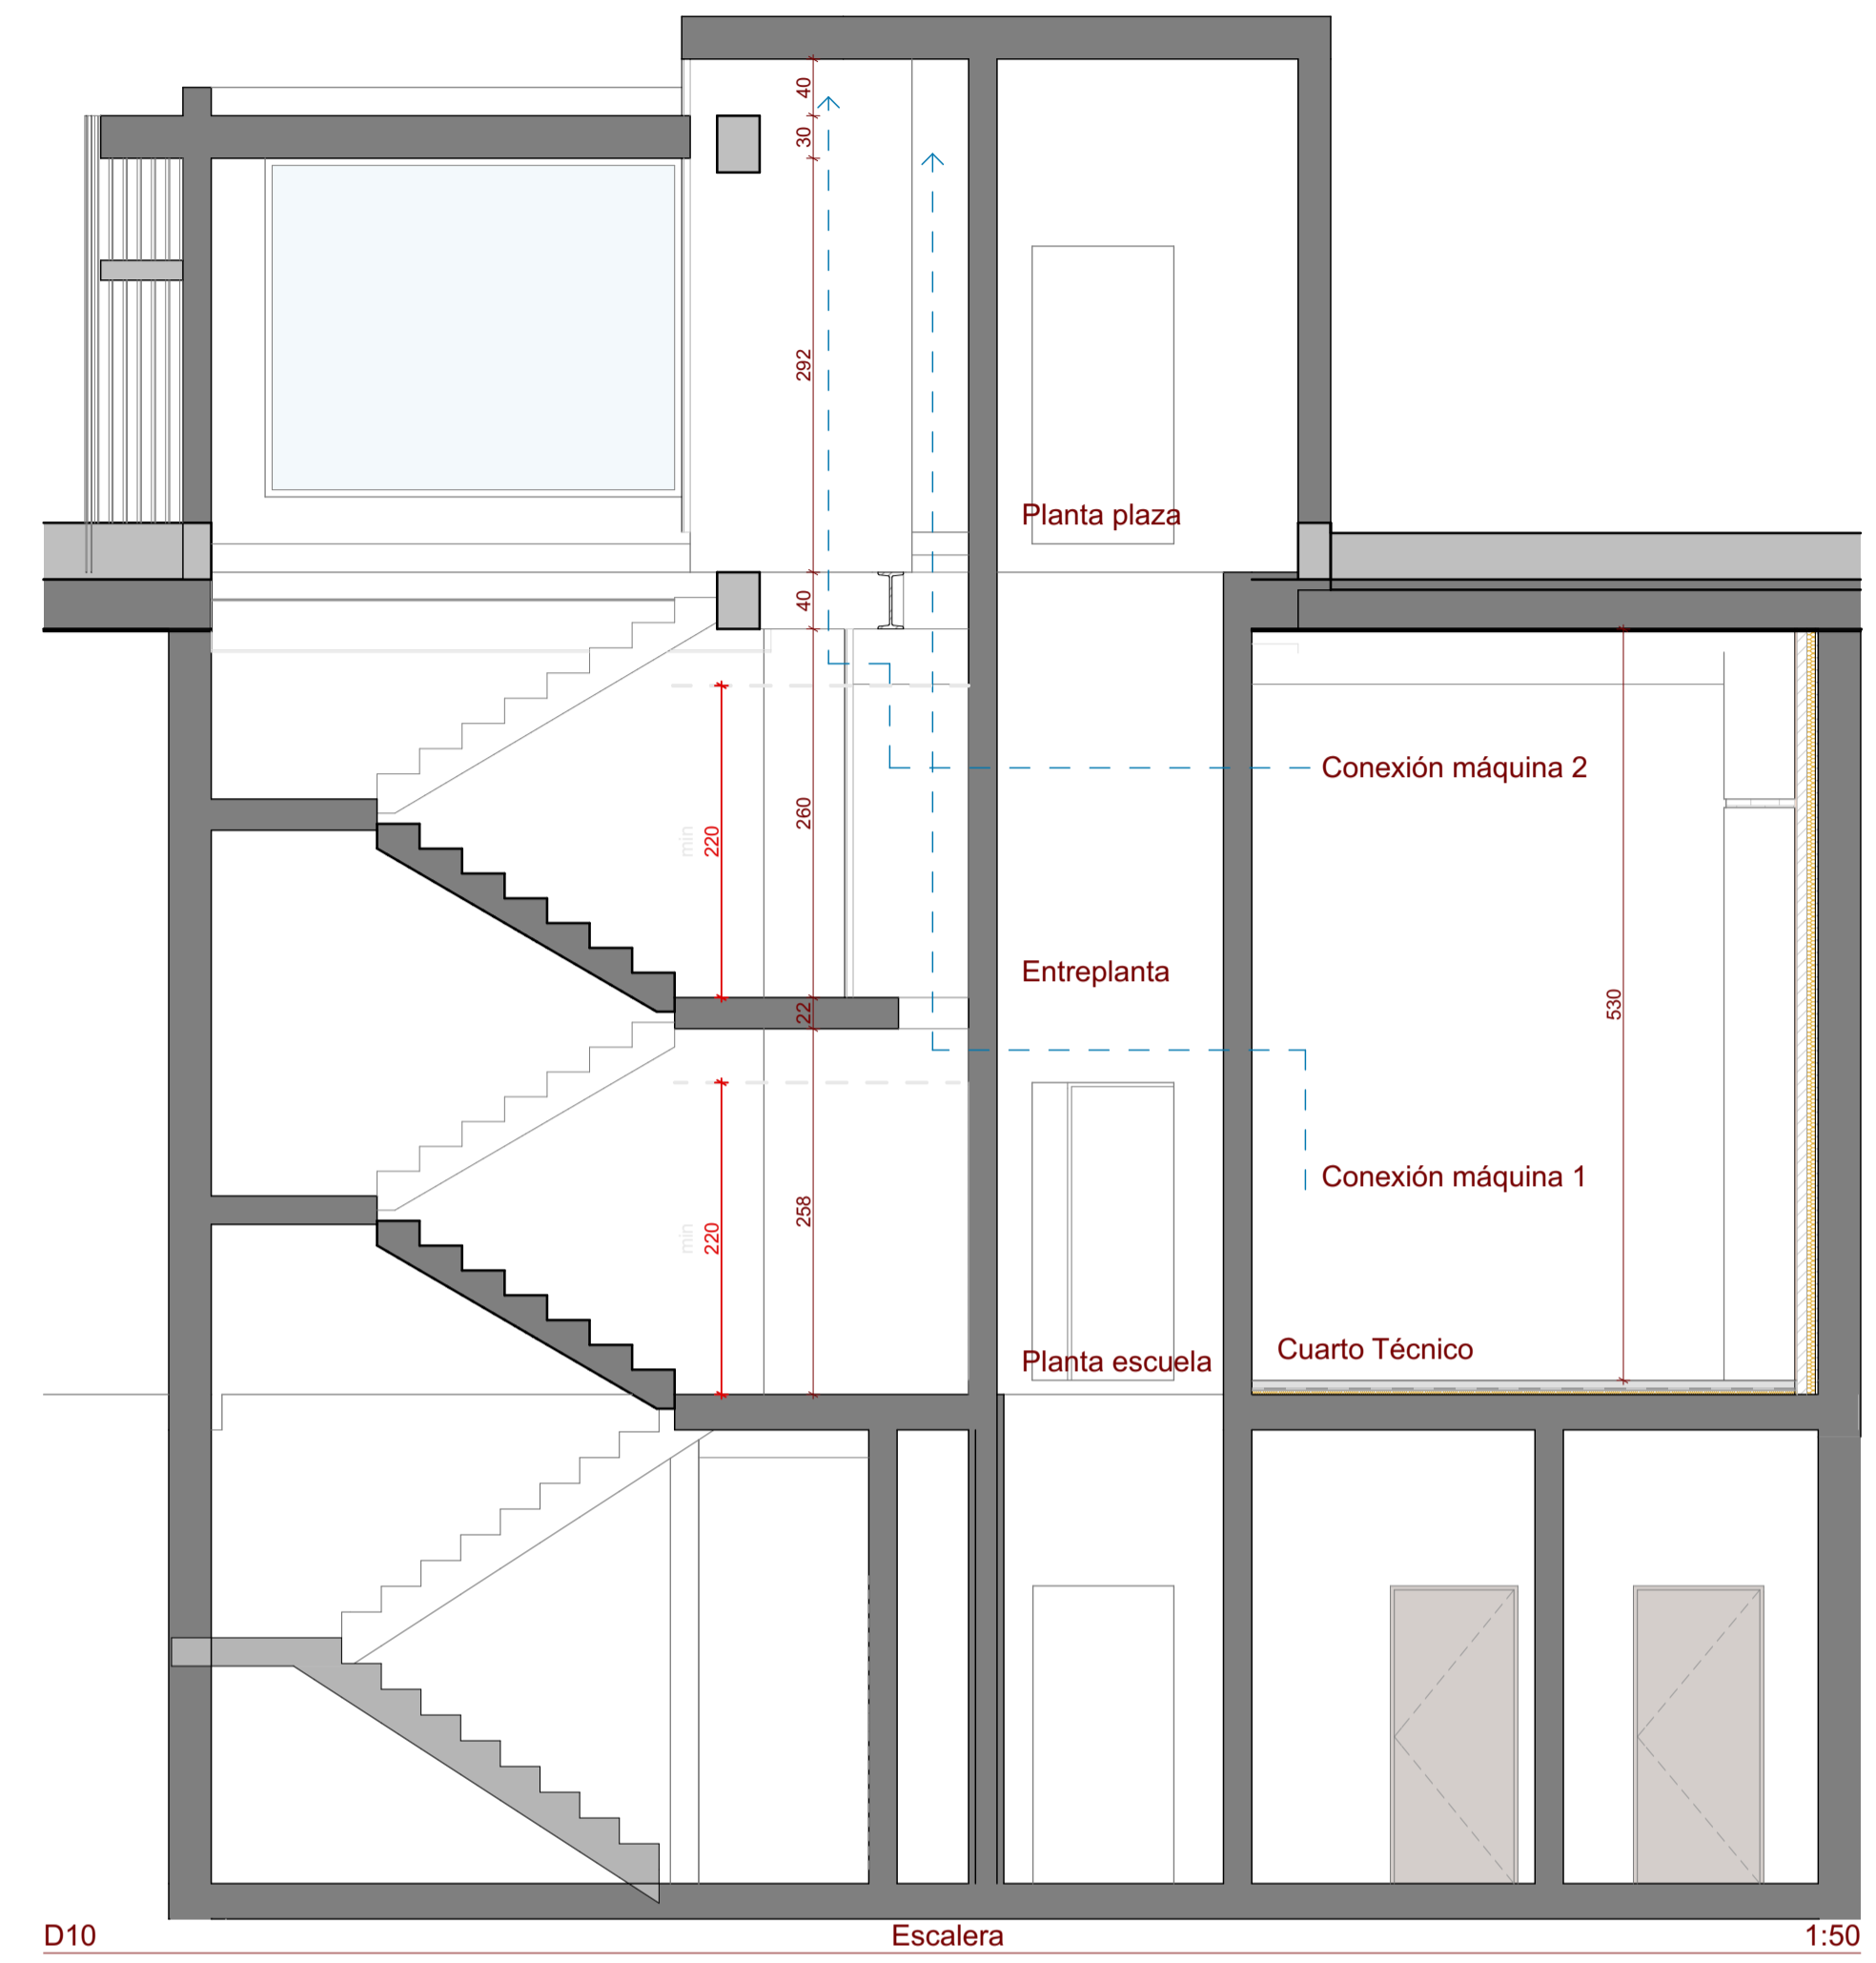 40
30
292
Planta plaza
40
Conexión máquina 2
260
min
220
Entreplanta
530
22
Conexión máquina 1
258
min
220
Cuarto Técnico
Planta escuela
D10
Escalera
1:50